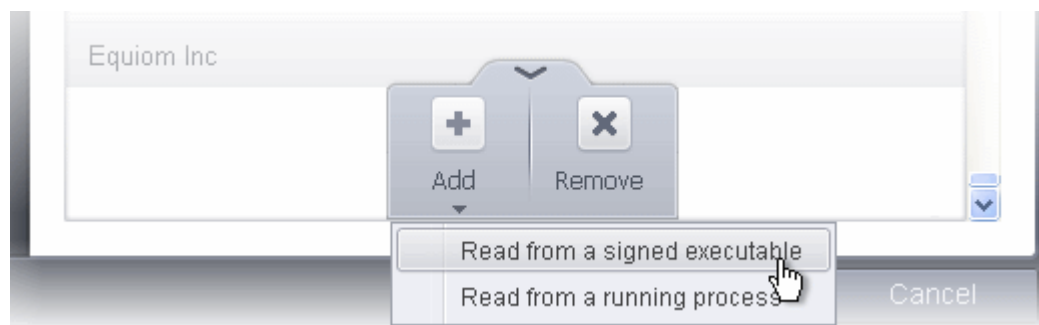 Equiom Inc
Add Remove
Read from a signed executable
Read from a running process
Cancel